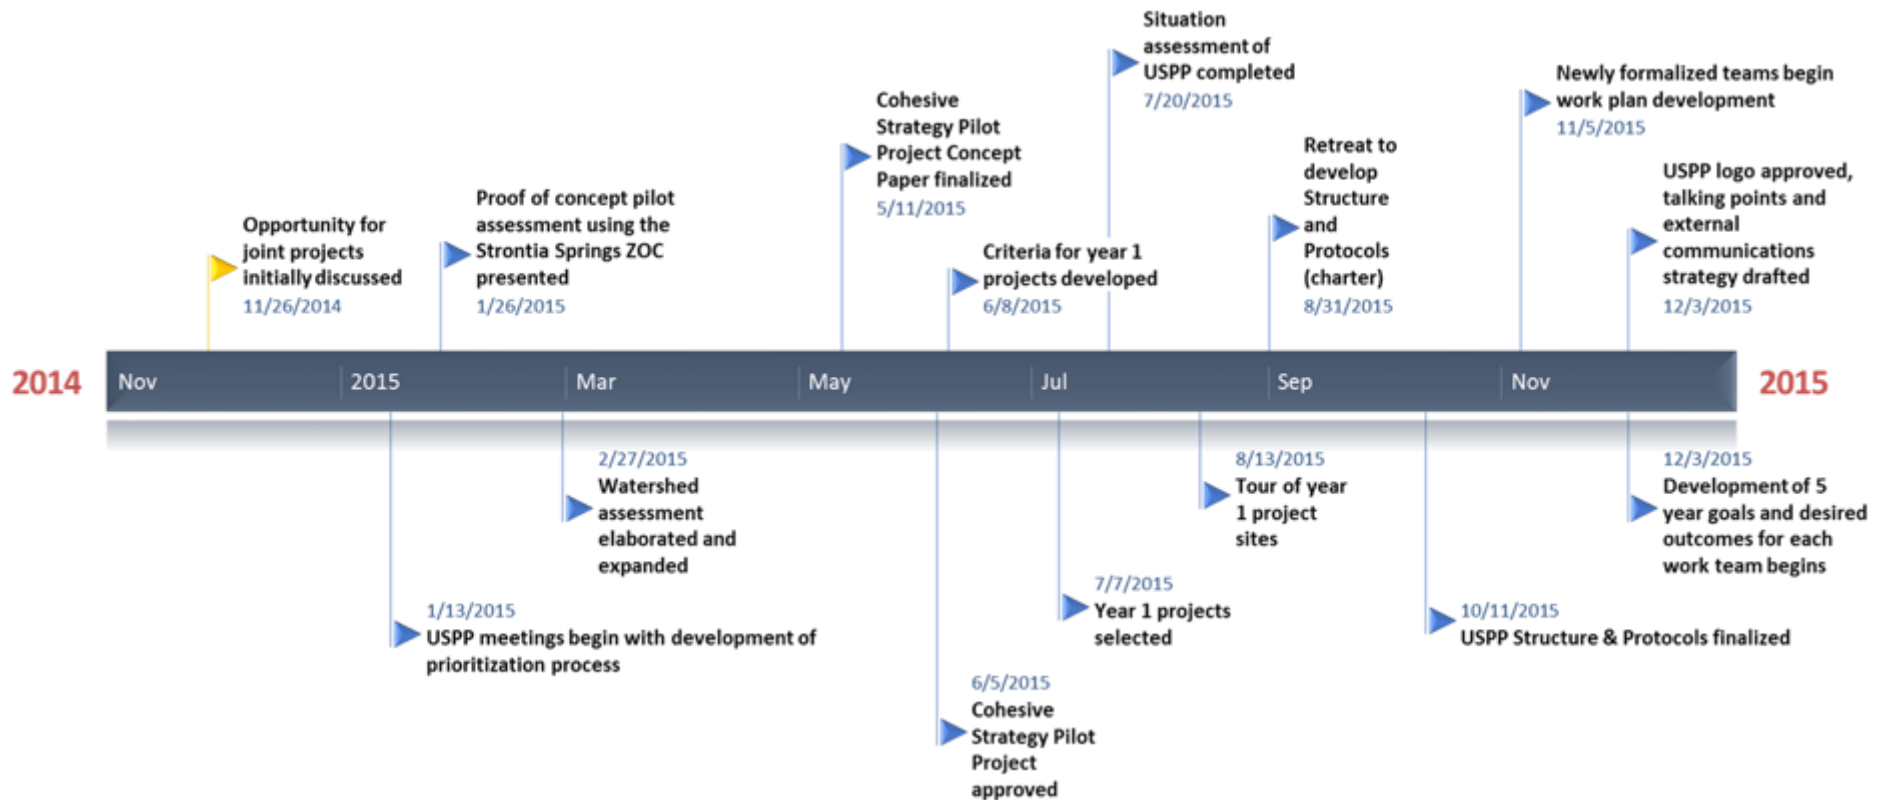 Situation
assessment of
USPP completed
7/20/2015
Newly formalized teams begin
work plan development
11/5/2015
Cohesive
Strategy Pilot
Project Concept
Paper finalized
5/11/2015
Retreat to
develop
Structure
and
Protocols
(charter)
8/31/2015
USPP logo approved,
talking points and
external
communications
strategy drafted
12/3/2015
Proof of concept pilot
assessment using the
Strontia Springs ZOC
presented
1/26/2015
Opportunity for
joint projects
initially discussed
11/26/2014
Criteria for year 1
projects developed
6/8/2015
2014
Nov
2015
Mar
May
Jul
Sep
Nov
2015
2/27/2015
Watershed
assessment
elaborated and
expanded
8/13/2015
Tour of year
1 project
sites
12/3/2015
Development of 5
year goals and desired
outcomes for each
work team begins
7/7/2015
Year 1 projects
selected
1/13/2015
USPP meetings begin with development of
prioritization process
10/11/2015
USPP Structure & Protocols finalized
6/5/2015
Cohesive
Strategy Pilot
Project
approved